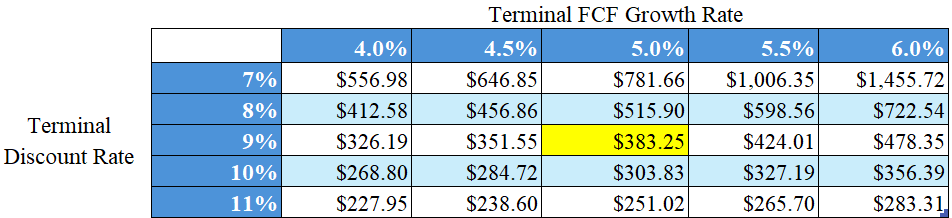 Terminal FCF Growth Rate
4.0% 4.5% 5.0% 5.5% 6.0%
7% $556.98 $646.85 $781.66 $1,006.35 $1,455.72
8% $412.58 $456.86 $515.90 $598.56 $722.54
Terminal
Discount Rate
9% $326.19 $351.55 $383.25 $424.01 $478.35
10% $268.80 $284.72 $303.83 $327.19 $356.39
11% $227.95 $238.60 $251.02 $265.70 $283.31